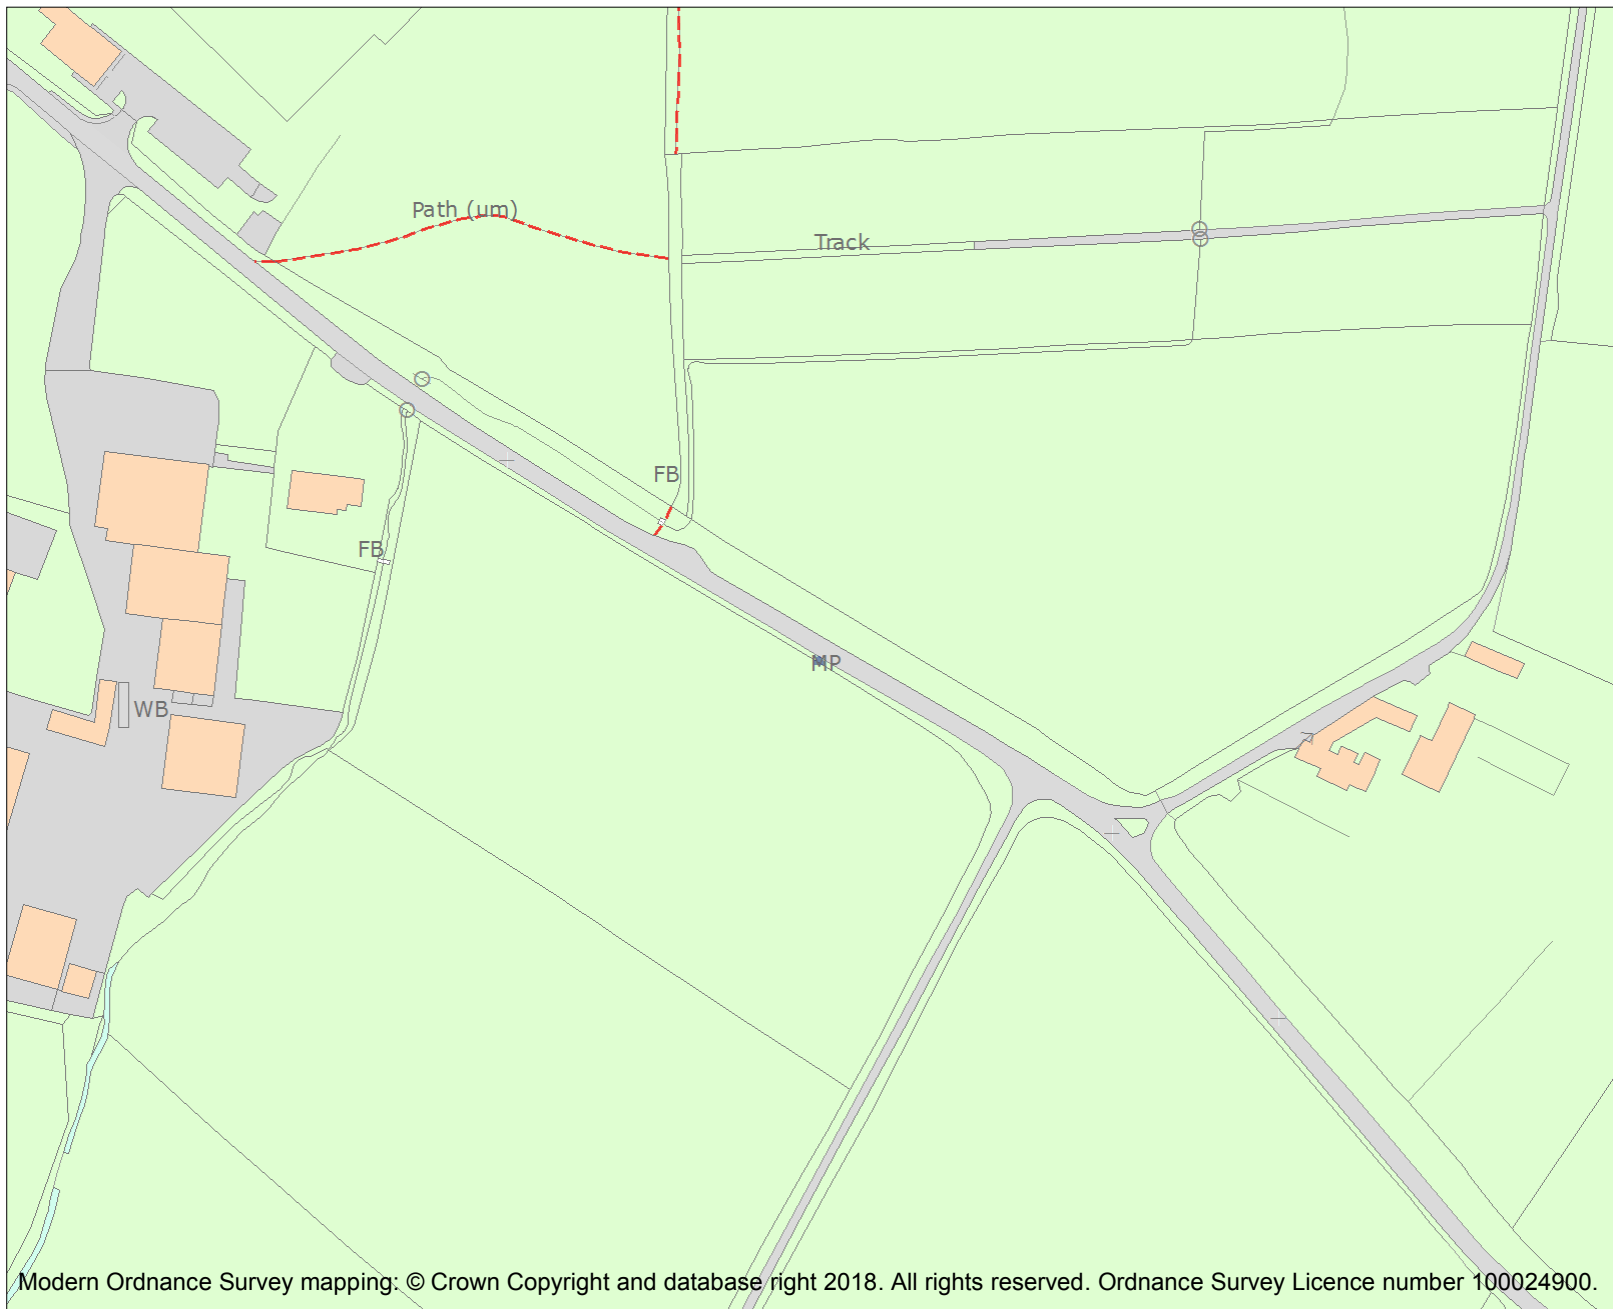 Path (um)
Track
FB
FB
MP
WB
Modern Ordnance Survey mapping: © Crown Copyright and database right 2018. All rights reserved. Ordnance Survey Licence number 100024900.